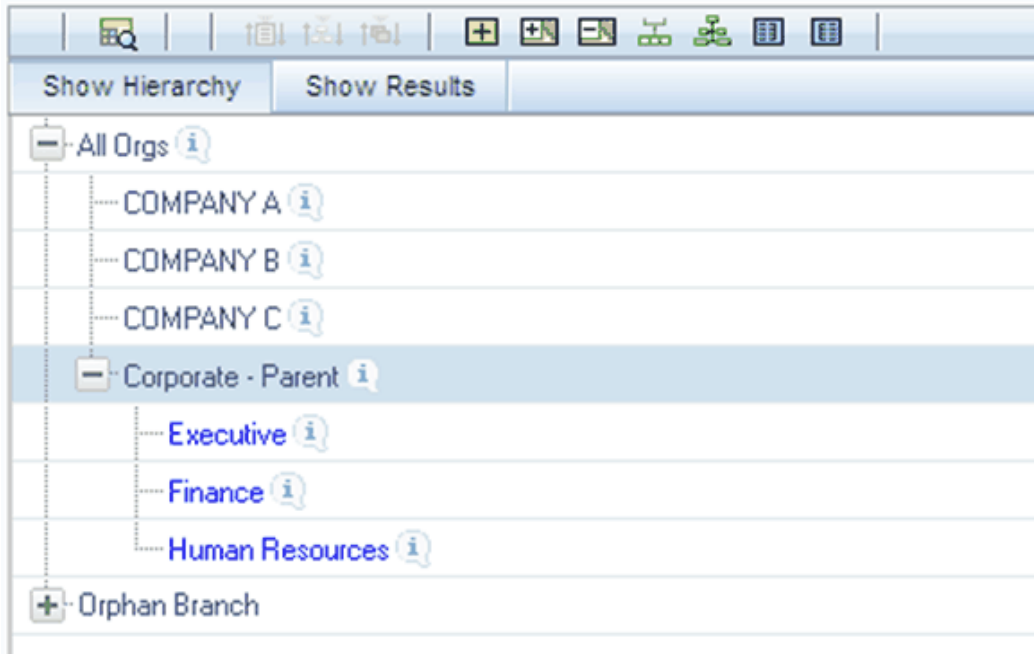 Show Hierarchy Show Results
All Orgs
COMPANY A
COMPANY B
COMPANY C
Corporate - Parent
Executive
Finance
Human Resources
Orphan Branch